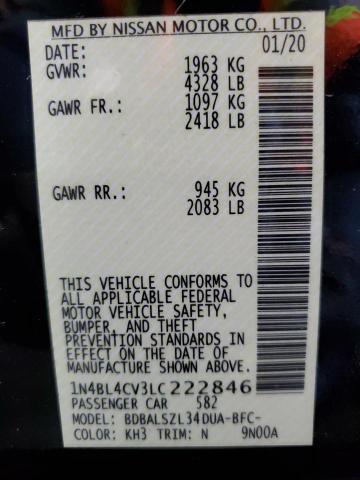 MFD BY NISSAN MOTOR CO., LTD.
DATE: 01/20
GVWR: 1963 KG
4328 LB
GAWR FR.: 1097 KG
2418 LB
GAWR RR.: 945 KG
2083 LB
THIS VEHICLE CONFORMS TO
ALL APPLICABLE FEDERAL
MOTOR VEHICLE SAFETY,
BUMPER, AND THEFT
PREVENTION STANDARDS
IN EFFECT ON THE DATE OF
MANUFACTURE SHOWN ABOVE.
1N4BL4CV3LC222846
PASSENGER CAR 582
MODEL: BDBALSZL34DUA-BFC-
COLOR: KH3 TRIM: N 9N00A